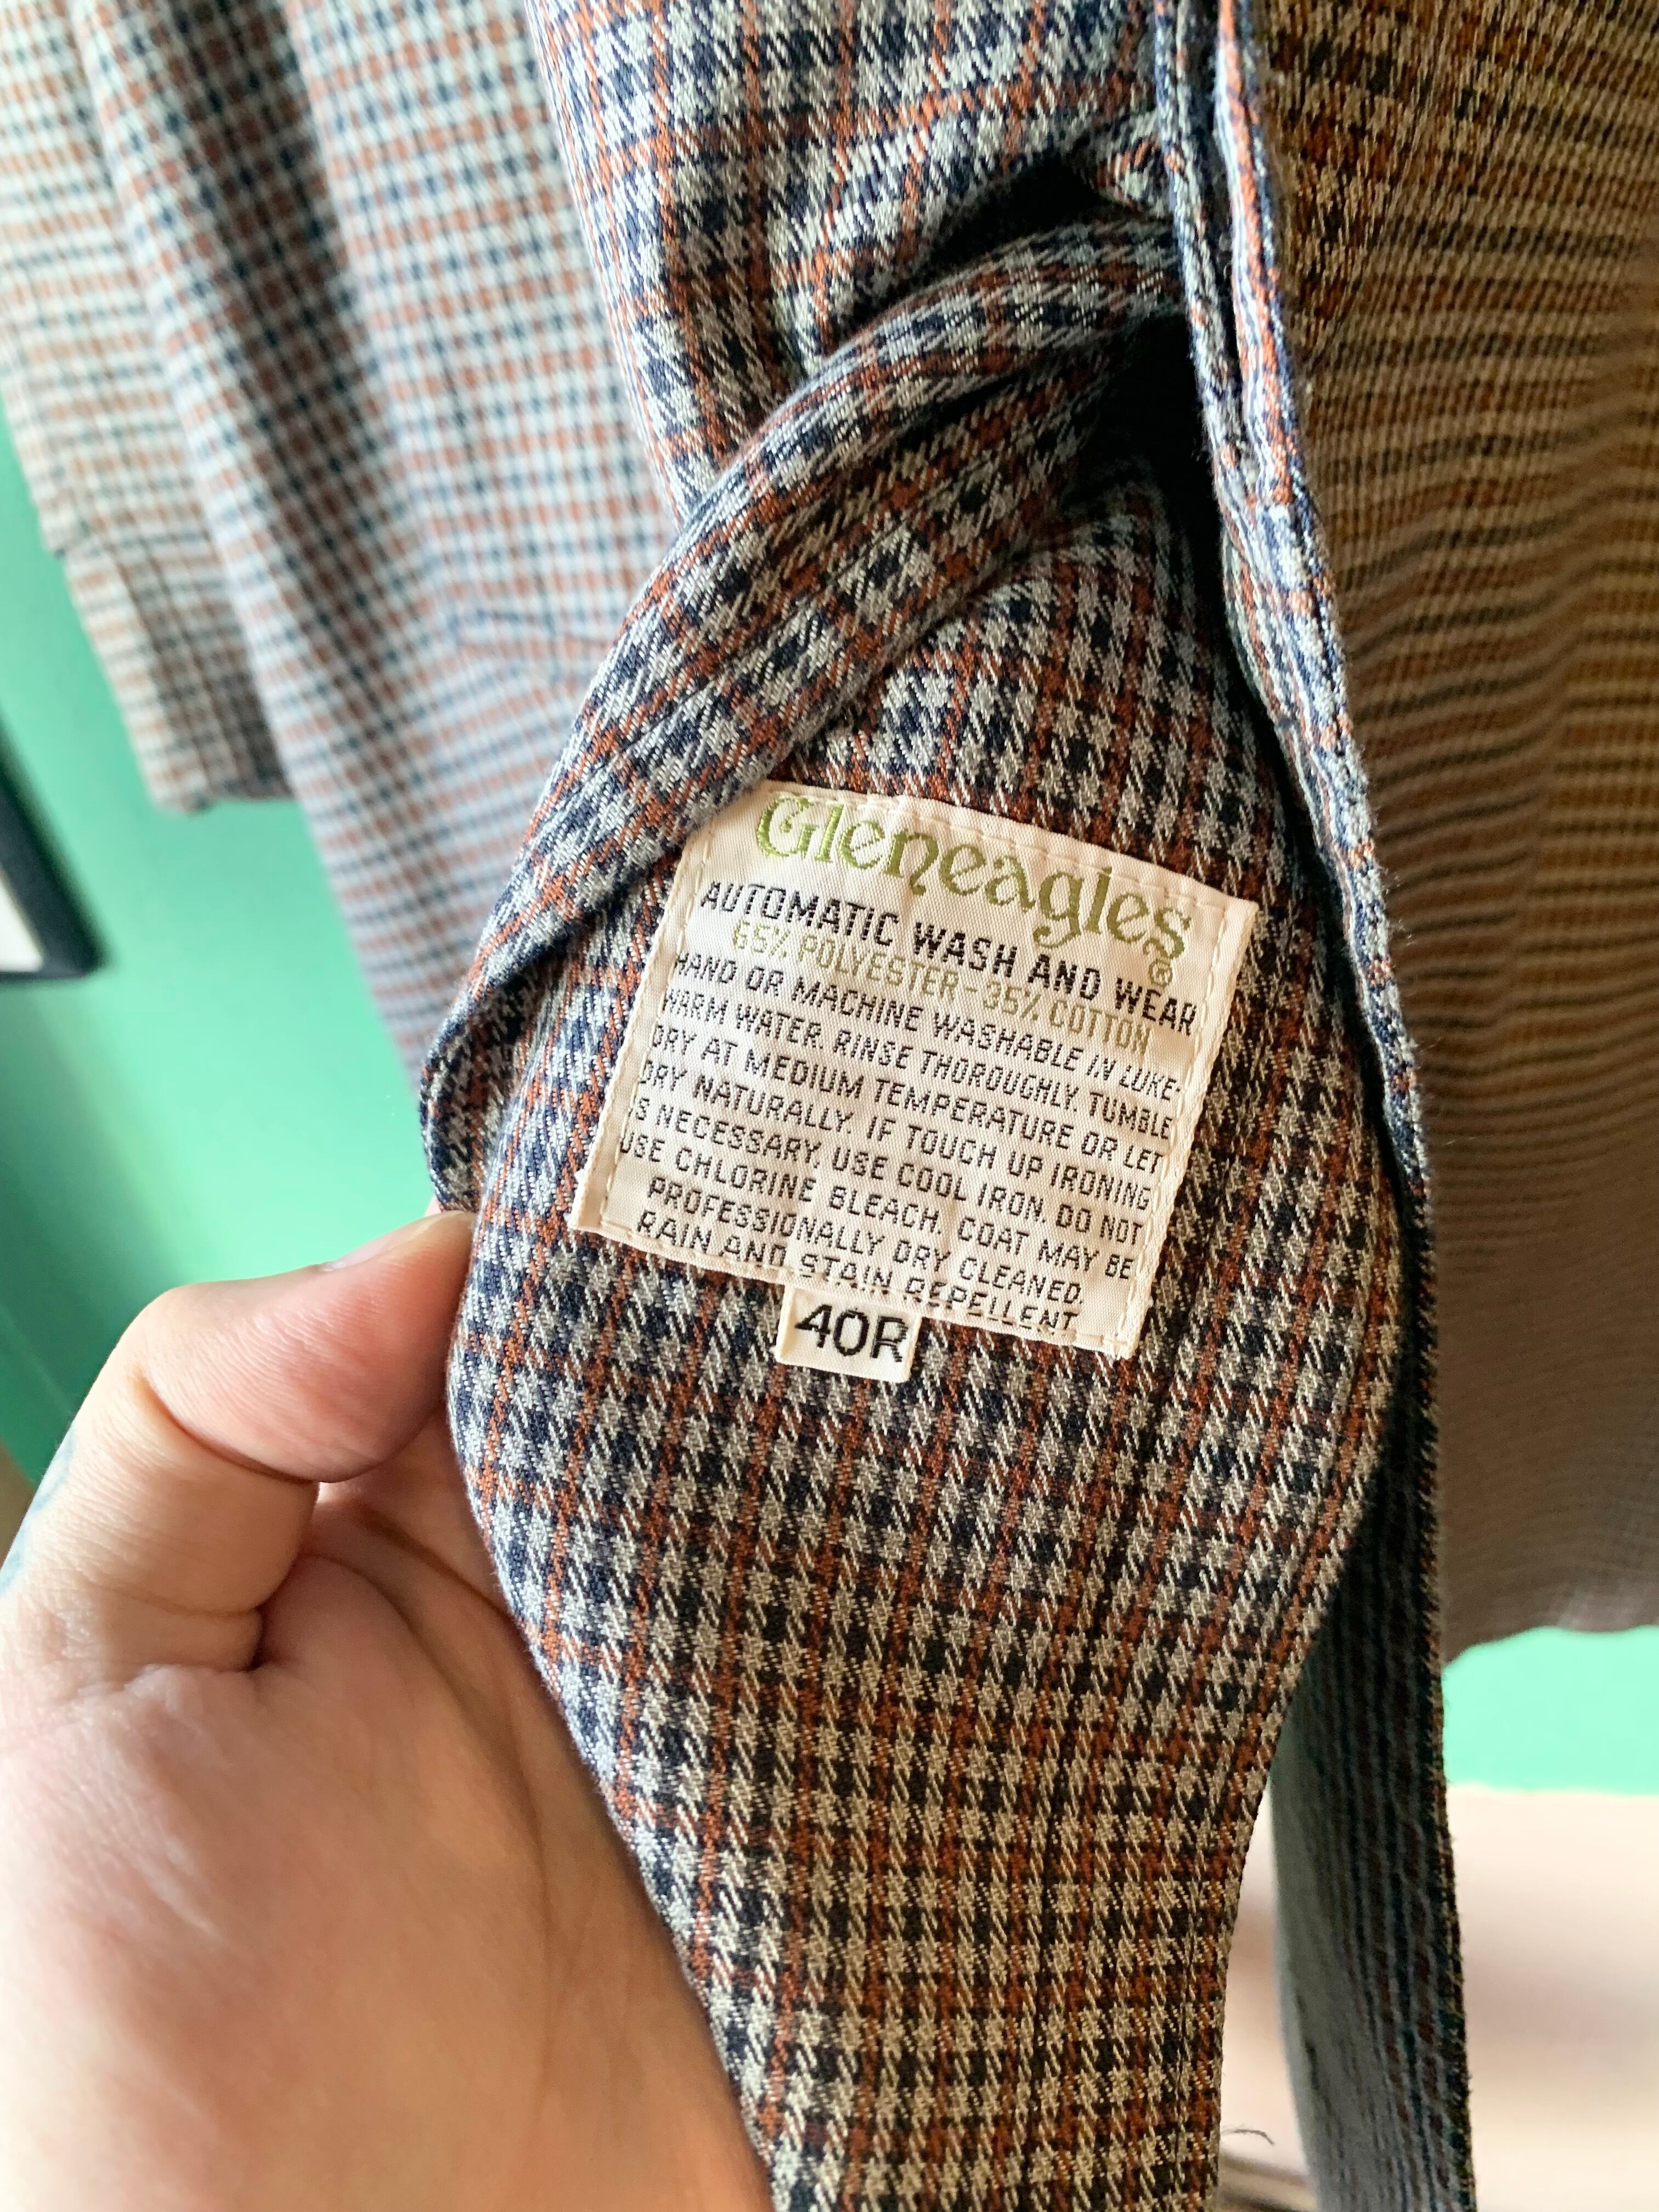 Gleneagles®
AUTOMATIC WASH AND WEAR
65% POLYESTER-35% COTTON
HAND OR MACHINE WASHABLE IN LUKE-
WARM WATER. RINSE THOROUGHLY. TUMBLE
DRY AT MEDIUM TEMPERATURE OR LET
DRY NATURALLY. IF TOUCH UP IRONING
IS NECESSARY, USE COOL IRON. DO NOT
USE CHLORINE BLEACH. COAT MAY BE
PROFESSIONALLY DRY CLEANED.
RAIN AND STAIN REPELLENT
40R